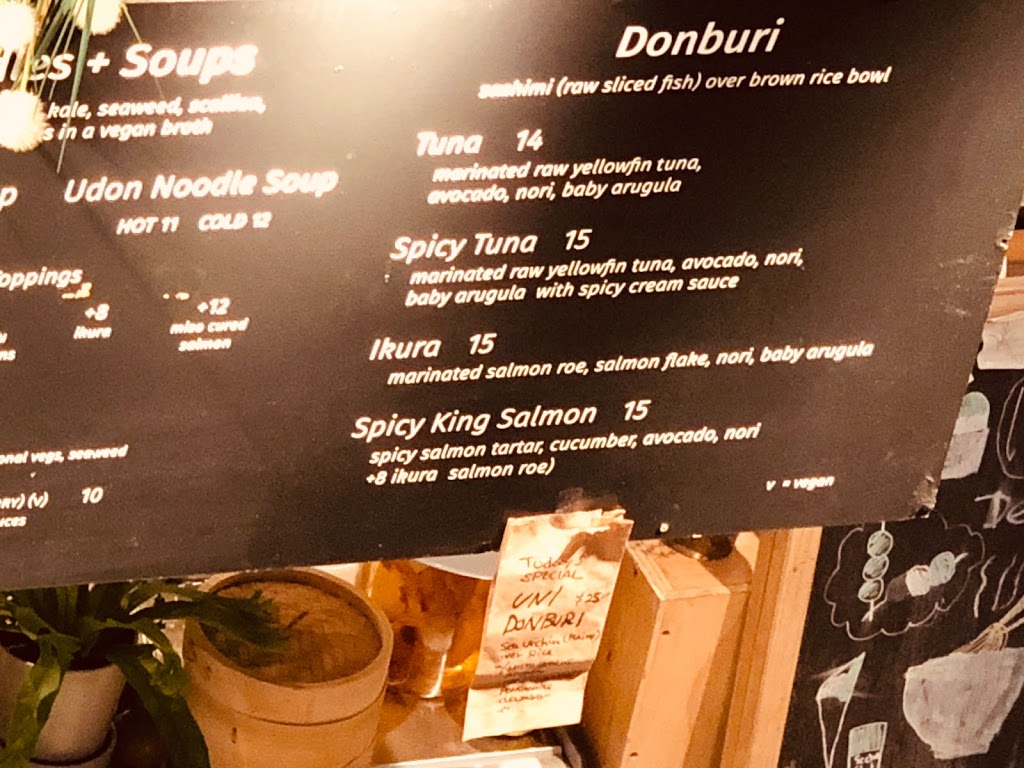 + Soups
kale, seaweed, scallion,
in a vegan broth
Udon Noodle Soup
HOT 11 COLD 12
+8
Ikura
+12
miso cured
salmon
vegs, seaweed
(V) 10
Donburi
sashimi (raw sliced fish) over brown rice bowl
Tuna 14
marinated raw yellowfin tuna,
avocado, nori, baby arugula
Spicy Tuna 15
marinated raw yellowfin tuna, avocado, nori,
baby arugula with spicy cream sauce
Ikura 15
marinated salmon roe, salmon flake, nori, baby arugula
Spicy King Salmon 15
spicy salmon tartar, cucumber, avocado, nori
+8 ikura salmon roe)
v = vegan
Today's
SPECIAL
UNI $25
DONBURI
Sea Urchin (Maine)
over Rice